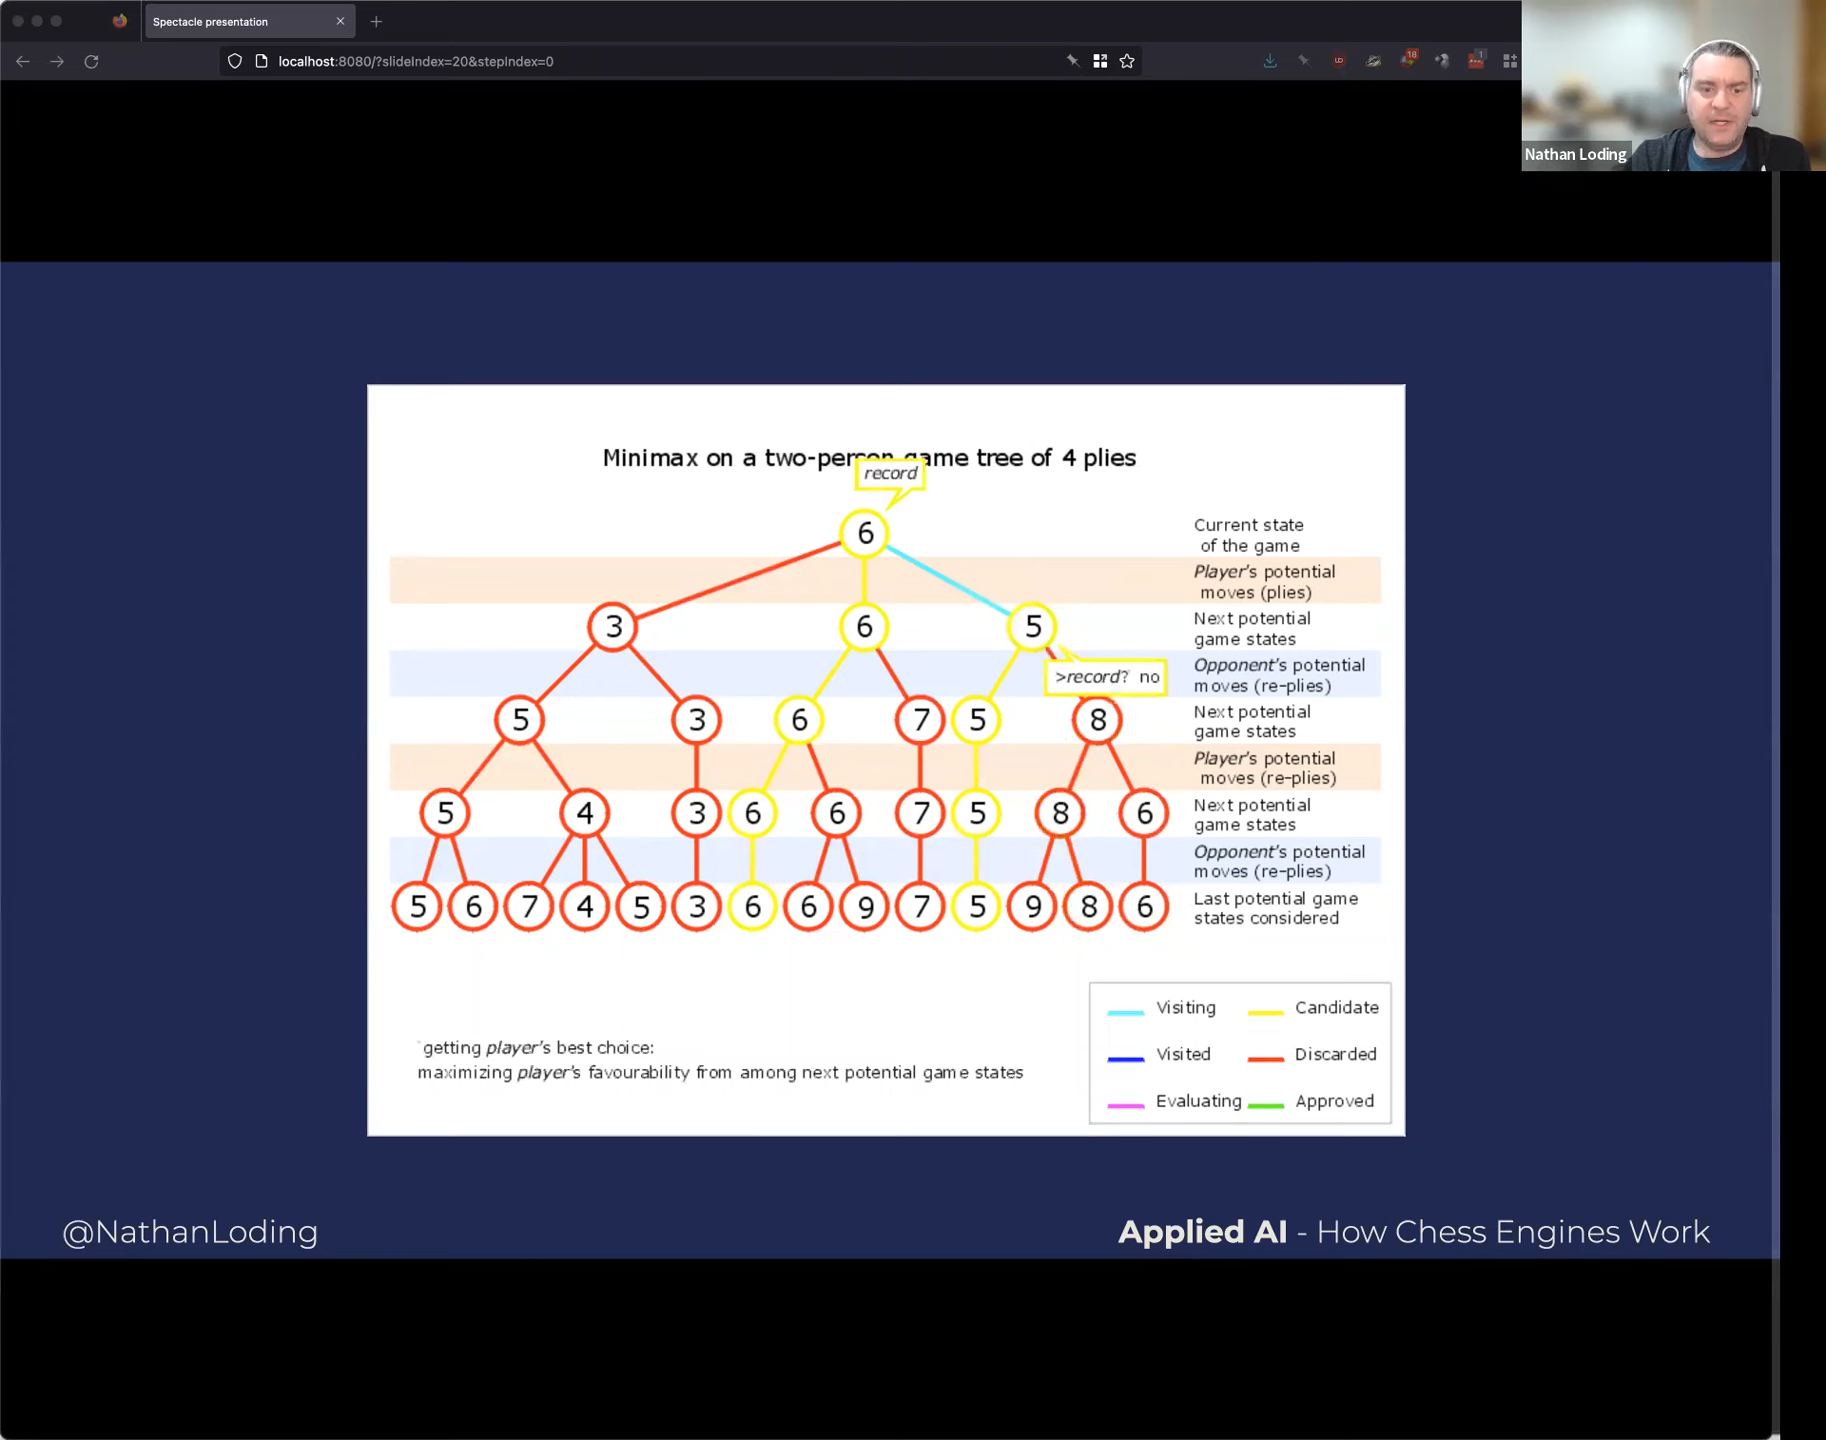 Spectacle presentation
localhost:8080/?slideIndex=20&stepIndex=0
18
1
Nathan Loding
Minimax on a two-person game tree of 4 plies
record
6
Current state
of the game
Player's potential
moves (plies)
3 6 5
Next potential
game states
>record? no
Opponent's potential
moves (re-plies)
5 3 6 7 5 8
Next potential
game states
Player's potential
moves (re-plies)
5 4 3 6 6 7 5 8 6
Next potential
game states
Opponent's potential
moves (re-plies)
5 6 7 4 5 3 6 6 9 7 5 9 8 6
Last potential game
states considered
Visiting Candidate
Visited Discarded
Evaluating Approved
getting player's best choice:
maximizing player's favourability from among next potential game states
@NathanLoding
Applied AI - How Chess Engines Work